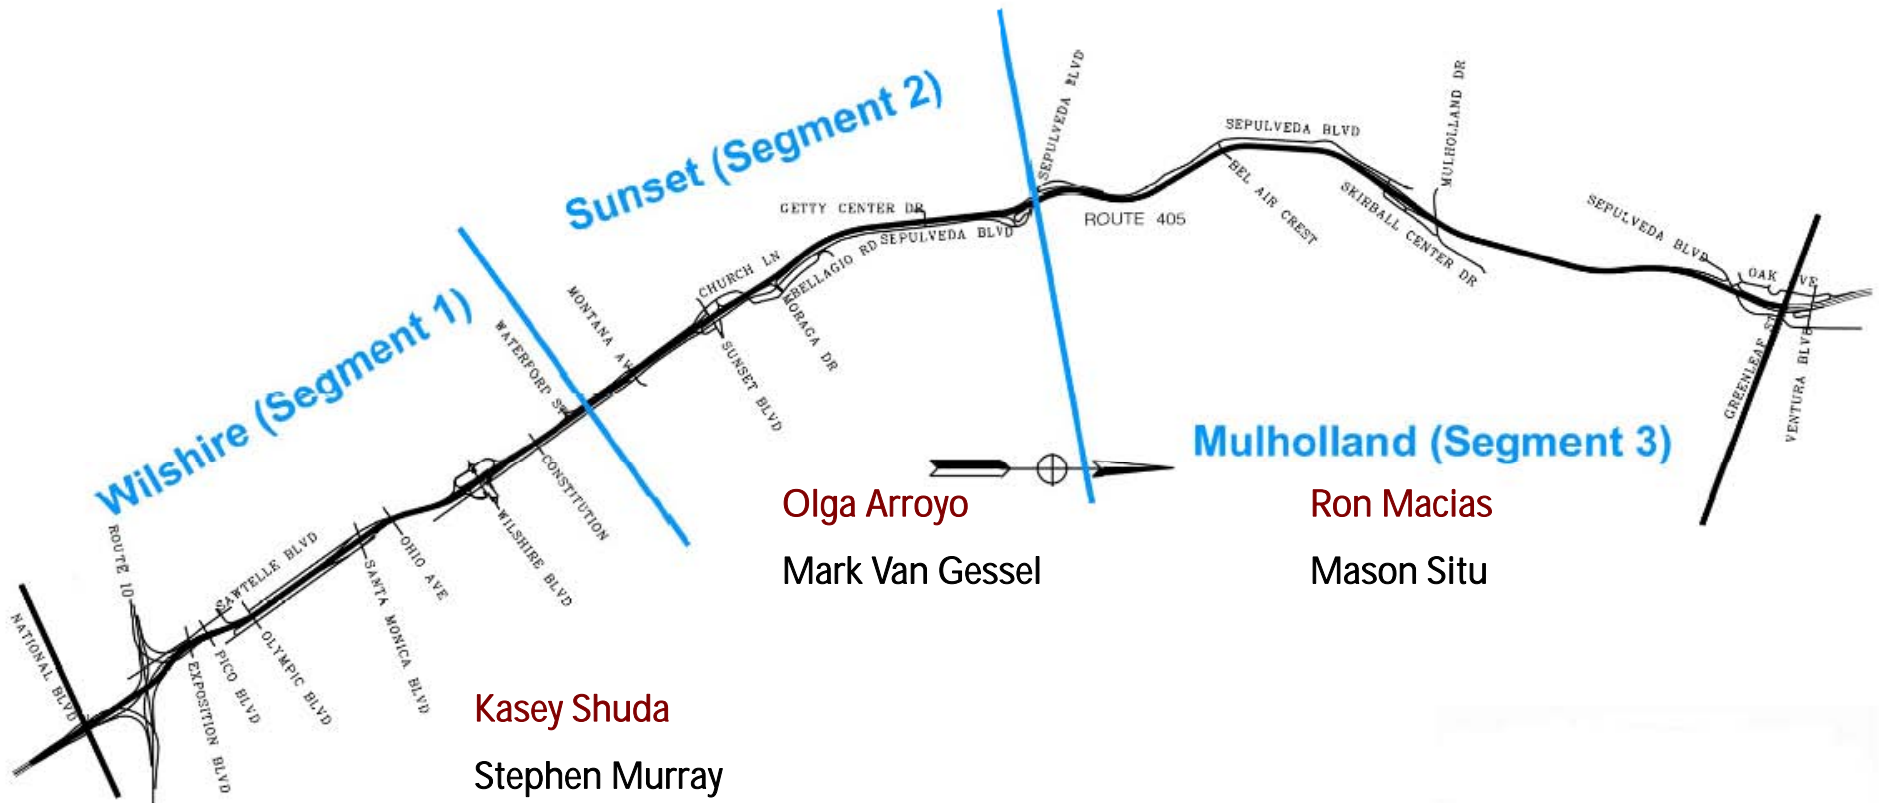 Wilshire (Segment 1)
Sunset (Segment 2)
Mulholland (Segment 3)
NATIONAL BLVD
ROUTE 10
EXPOSITION BLVD
PICO BLVD
SAWTELLE BLVD
OLYMPIC BLVD
SANTA MONICA BLVD
OHIO AVE
WILSHIRE BLVD
CONSTITUTION
WATERFORD ST
MONTANA AV
CHURCH LN
SUNSET BLVD
MORAGA DR
BELLAGIO RD
GETTY CENTER DR
SEPULVEDA BLVD
SEPULVEDA BLVD
ROUTE 405
SEPULVEDA BLVD
BEL AIR CREST
SKIRBALL CENTER DR
MULHOLLAND DR
SEPULVEDA BLVD
OAK VE
GREENLEAF ST
VENTURA BLVD
Olga Arroyo
Mark Van Gessel
Ron Macias
Mason Situ
Kasey Shuda
Stephen Murray